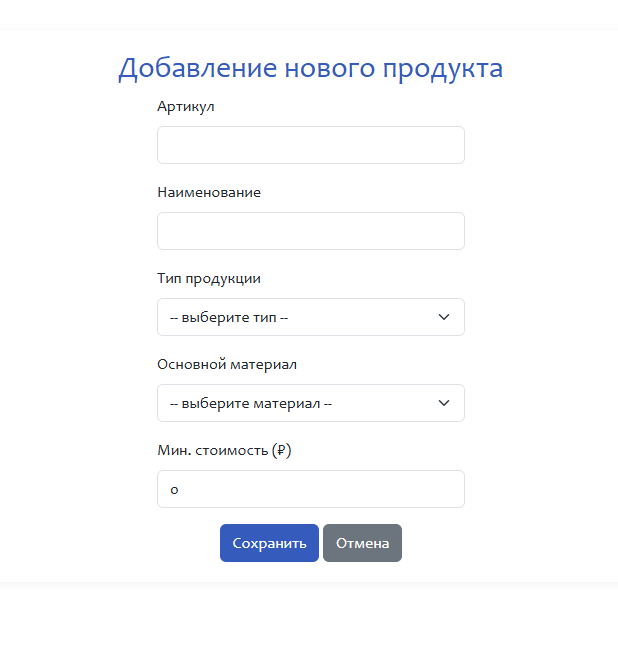 Добавление нового продукта
Артикул
Наименование
Тип продукции
-- выберите тип --
Основной материал
-- выберите материал --
Мин. стоимость (₽)
0
Сохранить Отмена